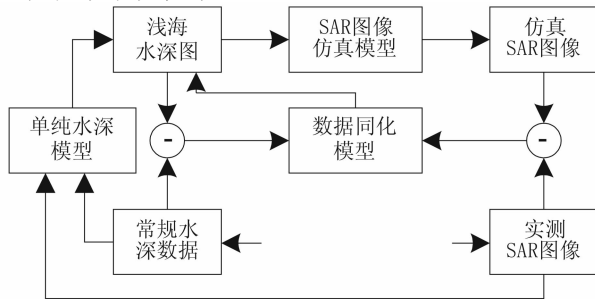 浅海
水深图
SAR图像
仿真模型
仿真
SAR图像
单纯水深
模型
-
数据同化
模型
-
常规水
深数据
实测
SAR图像